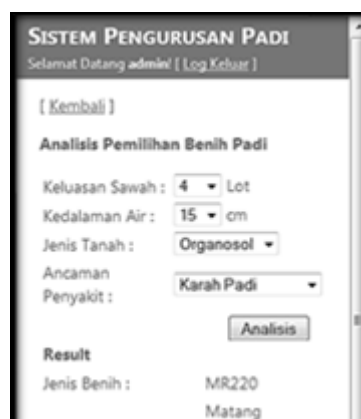 SISTEM PENGURUSAN PADI
Selamat Datang admin! [ Log Keluar ]
[ Kembali ]
Analisis Pemilihan Benih Padi
Keluasan Sawah : 4 Lot
Kedalaman Air : 15 cm
Jenis Tanah : Organosol
Ancaman
Penyakit : Karah Padi
Analisis
Result
Jenis Benih : MR220
Matang